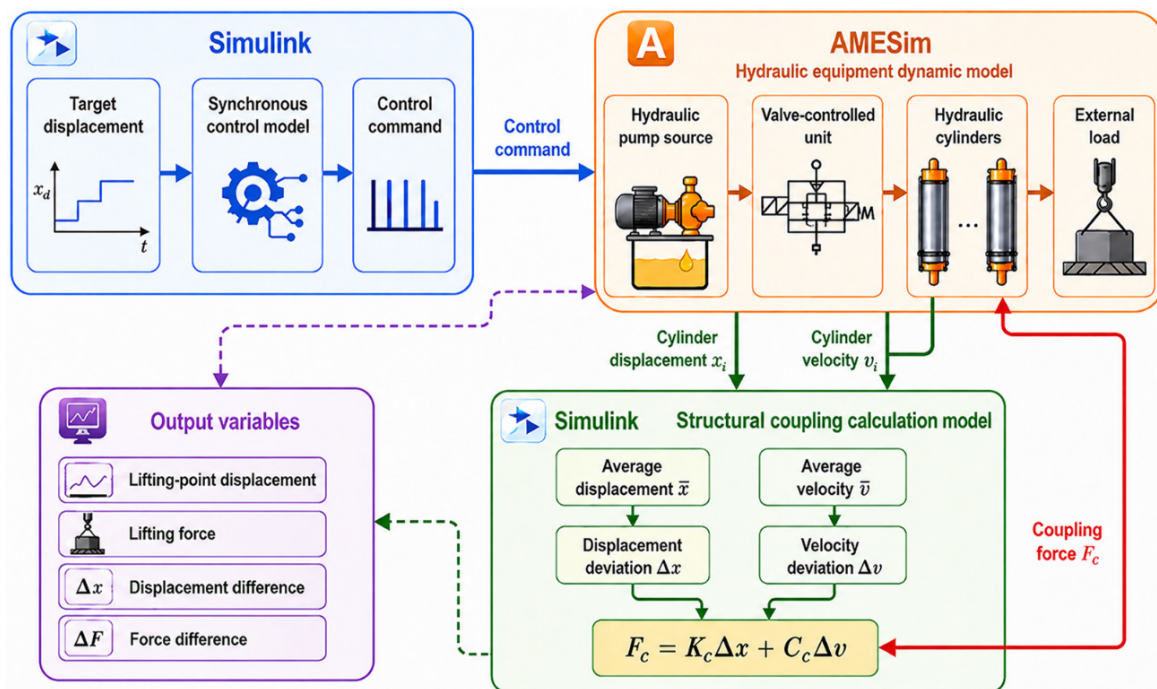 Simulink
Target
displacement
x_d
t
Synchronous
control model
Control
command
Control
command
A
AMESim
Hydraulic equipment dynamic model
Hydraulic
pump source
Valve-controlled
unit
M
Hydraulic
cylinders
...
External
load
Cylinder
displacement x_i
Cylinder
velocity v_i
Output variables
Lifting-point displacement
Lifting force
Δx Displacement difference
ΔF Force difference
Simulink Structural coupling calculation model
Average
displacement x̄
Average
velocity v̄
Displacement
deviation Δx
Velocity
deviation Δv
F_c = K_cΔx + C_cΔv
Coupling
force F_c